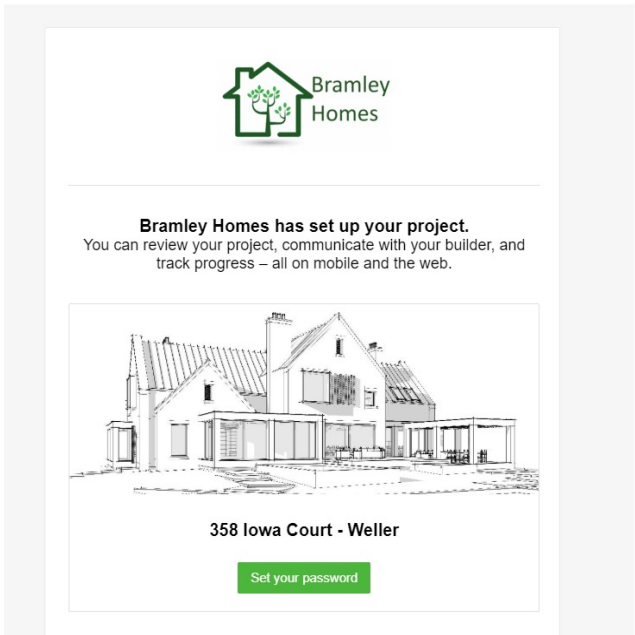 Bramley
Homes
Bramley Homes has set up your project.
You can review your project, communicate with your builder, and
track progress – all on mobile and the web.
358 Iowa Court - Weller
Set your password